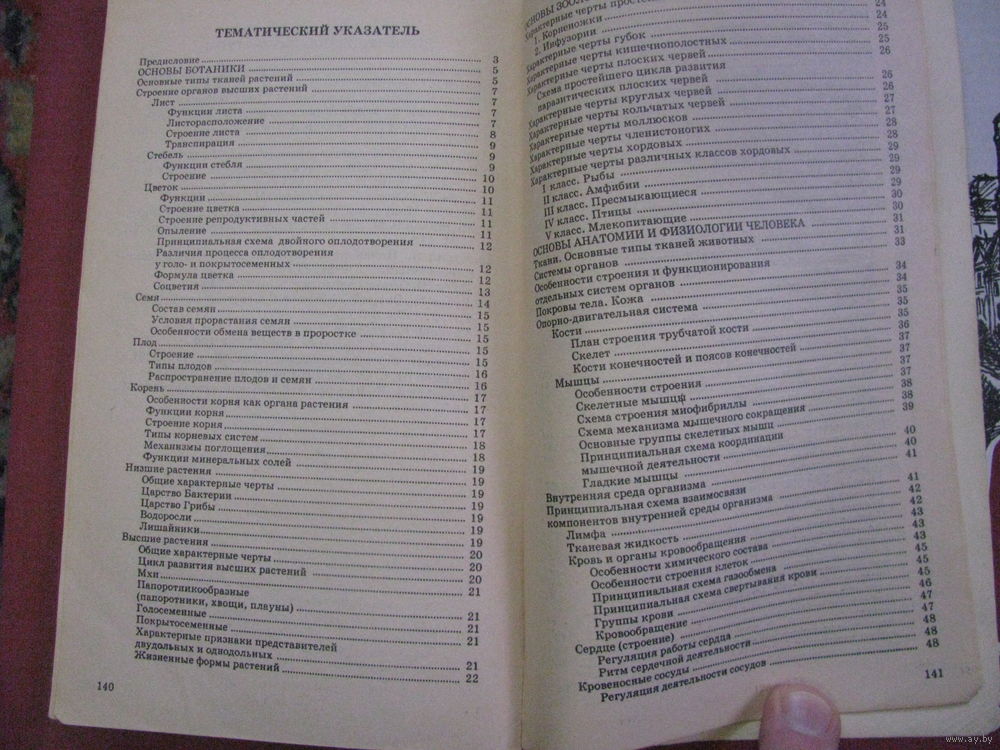 ТЕМАТИЧЕСКИЙ УКАЗАТЕЛЬ
Предисловие 3
ОСНОВЫ БОТАНИКИ 5
Основные типы тканей растений 5
Строение органов высших растений 7
Лист 7
Функции листа 7
Листорасположение 7
Строение листа 8
Транспирация 9
Стебель 9
Функции стебля 9
Строение 10
Цветок 10
Функции 11
Строение цветка 11
Строение репродуктивных частей 11
Опыление 11
Принципиальная схема двойного оплодотворения 12
Различия процесса оплодотворения
у голо- и покрытосеменных 12
Формула цветка 12
Соцветия 13
Семя 14
Состав семян 15
Условия прорастания семян 15
Особенности обмена веществ в проростке 15
Плод 15
Строение 15
Типы плодов 16
Распространение плодов и семян 16
Корень 17
Особенности корня как органа растения 17
Функции корня 17
Строение корня 17
Типы корневых систем 18
Механизмы поглощения 18
Функции минеральных солей 19
Низшие растения 19
Общие характерные черты 19
Царство Бактерии 19
Царство Грибы 19
Водоросли 19
Лишайники 19
Высшие растения 20
Общие характерные черты 20
Цикл развития высших растений 20
Мхи 21
Папоротникообразные
(папоротники, хвощи, плауны) 21
Голосеменные 21
Покрытосеменные 21
Характерные признаки представителей
двудольных и однодольных 21
Жизненные формы растений 22
140
Характерные черты
1. Корненожки 24
2. Инфузории 24
Характерные черты губок 25
Характерные черты кишечнополостных 25
Характерные черты плоских червей 26
Схема простейшего цикла развития
паразитических плоских червей 26
Характерные черты круглых червей 26
Характерные черты кольчатых червей 27
Характерные черты моллюсков 27
Характерные черты членистоногих 28
Характерные черты хордовых 28
Характерные черты различных классов хордовых 29
I класс. Рыбы 29
II класс. Амфибии 29
III класс. Пресмыкающиеся 30
IV класс. Птицы 30
V класс. Млекопитающие 31
ОСНОВЫ АНАТОМИИ И ФИЗИОЛОГИИ ЧЕЛОВЕКА 31
Ткани. Основные типы тканей животных 33
Системы органов
Особенности строения и функционирования
отдельных систем органов 34
Покровы тела. Кожа 34
Опорно-двигательная система 35
Кости 35
План строения трубчатой кости 35
Скелет 36
Кости конечностей и поясов конечностей 37
Мышцы 37
Особенности строения 37
Скелетные мышцы 37
Схема строения миофибриллы 38
Схема механизма мышечного сокращения 38
Основные группы скелетных мышц 39
Принципиальная схема координации
мышечной деятельности 40
Гладкие мышцы 40
Внутренняя среда организма 41
Принципиальная схема взаимосвязи
компонентов внутренней среды организма 41
Лимфа 42
Тканевая жидкость 42
Кровь и органы кровообращения 43
Особенности химического состава 43
Особенности строения клеток 43
Принципиальная схема газообмена 45
Принципиальная схема свертывания крови 45
Группы крови 45
Кровообращение 46
Сердце (строение) 47
Регуляция работы сердца 47
Ритм сердечной деятельности 48
Кровеносные сосуды 48
Регуляция деятельности сосудов 48
141
www.ay.by